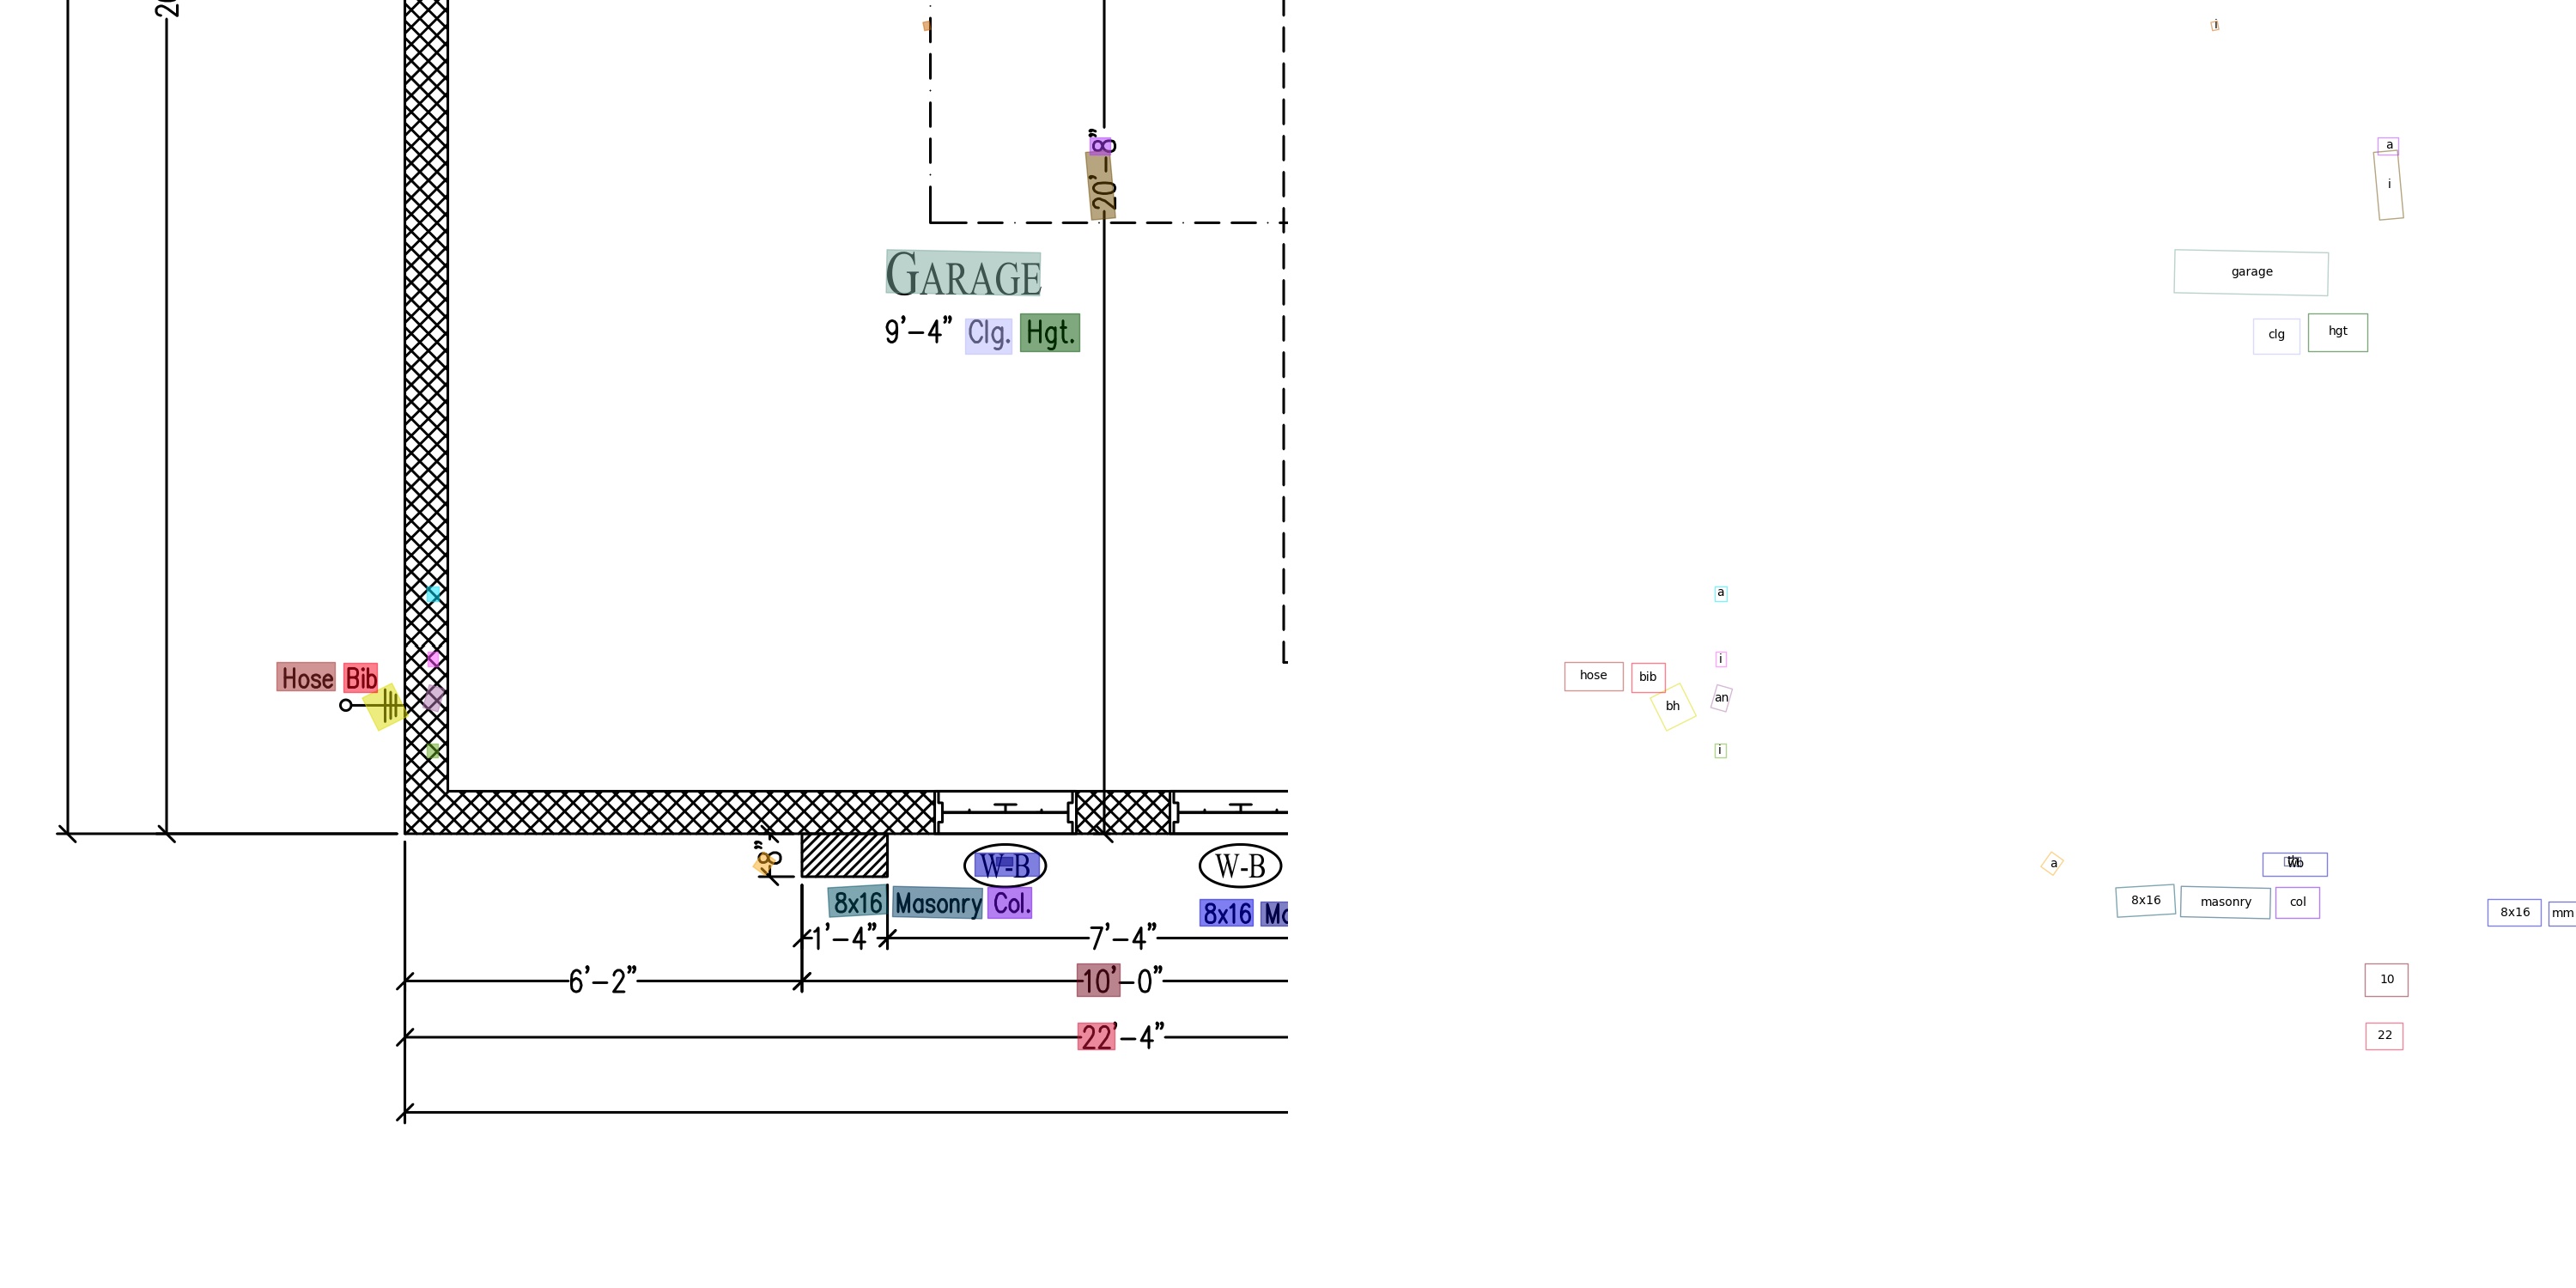 20'-8"
GARAGE
9'-4" Clg. Hgt.
Hose Bib
8"
W-B W-B
8x16 Masonry Col.
8x16
1'-4" 7'-4"
6'-2" 10'-0"
22'-4"
i
a
i
garage
clg hgt
a
i
hose bib
an
bh
i
a
wb
8x16 masonry col
8x16 mm
10
22